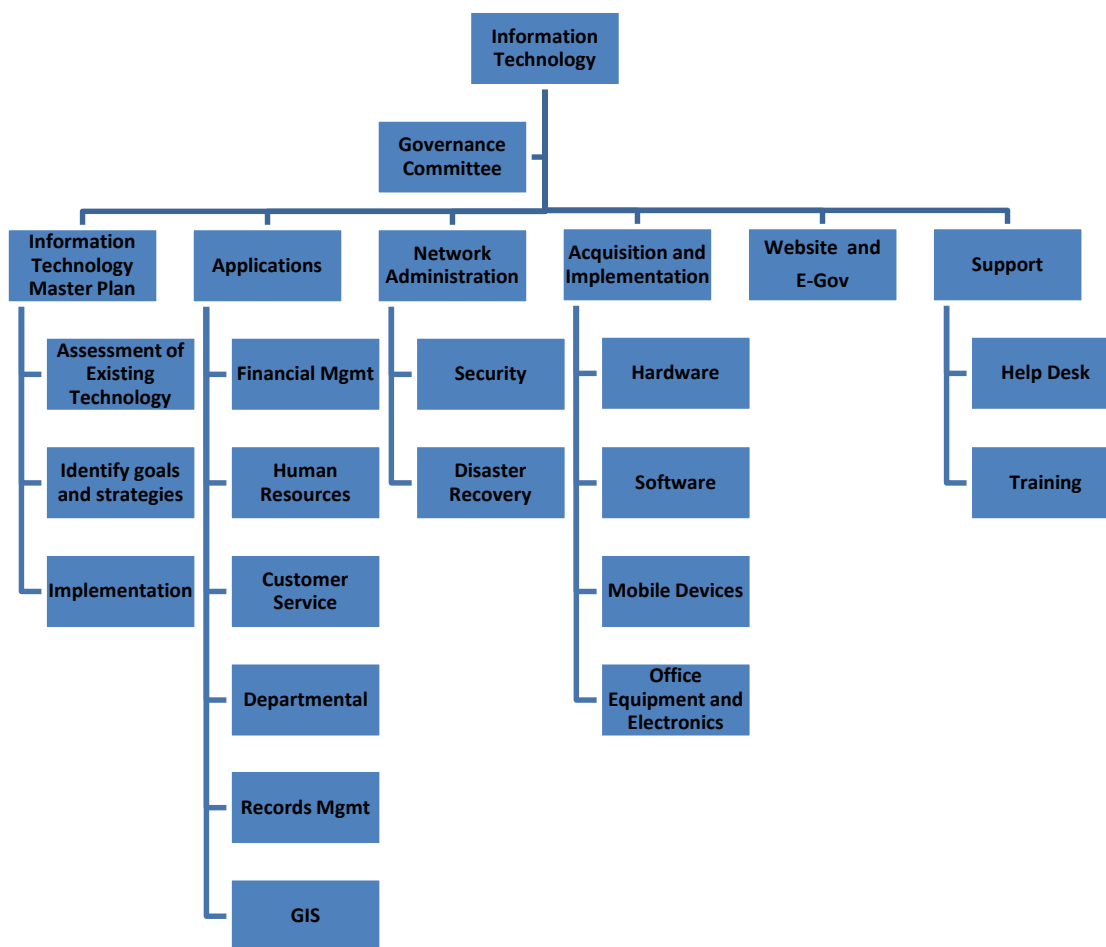 Information
Technology
Governance
Committee
Information
Technology
Master Plan
Applications
Network
Administration
Acquisition and
Implementation
Website and
E-Gov
Support
Assessment of
Existing
Technology
Identify goals
and strategies
Implementation
Financial Mgmt
Human
Resources
Customer
Service
Departmental
Records Mgmt
GIS
Security
Disaster
Recovery
Hardware
Software
Mobile Devices
Office
Equipment and
Electronics
Help Desk
Training